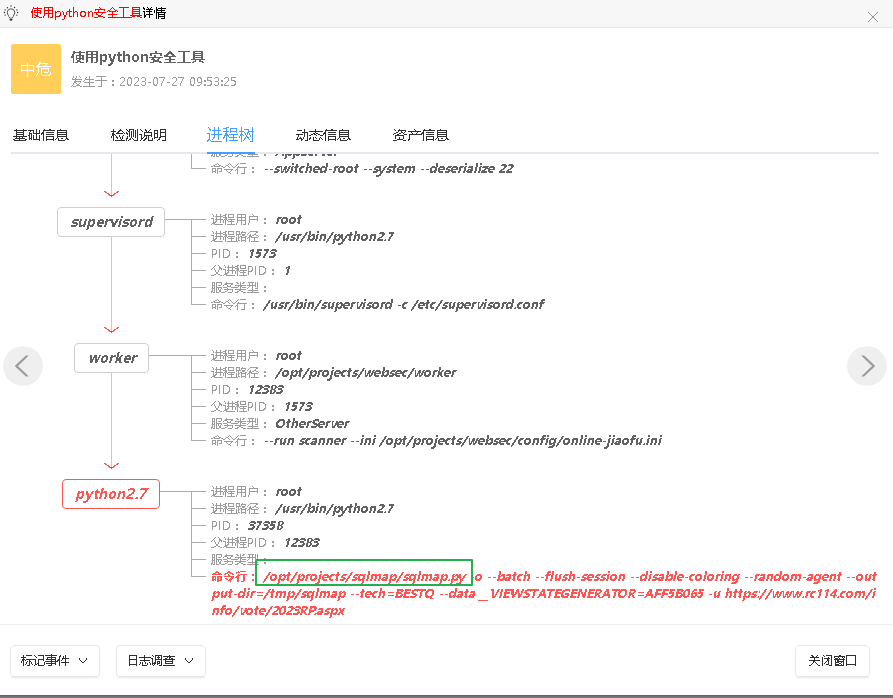 使用python安全工具详情
中危
使用python安全工具
发生于：2023-07-27 09:53:25
基础信息 检测说明 进程树 动态信息 资产信息
服务类型： AppServer
命令行： --switched-root --system --deserialize 22
supervisord
进程用户： root
进程路径： /usr/bin/python2.7
PID： 1573
父进程PID： 1
服务类型：
命令行： /usr/bin/supervisord -c /etc/supervisord.conf
worker
进程用户： root
进程路径： /opt/projects/websec/worker
PID： 12383
父进程PID： 1573
服务类型： OtherServer
命令行： --run scanner --ini /opt/projects/websec/config/online-jiaofu.ini
python2.7
进程用户： root
进程路径： /usr/bin/python2.7
PID： 37358
父进程PID： 12383
服务类型：
命令行： /opt/projects/sqlmap/sqlmap.py -o --batch --flush-session --disable-coloring --random-agent --out
put-dir=/tmp/sqlmap --tech=BESTQ --data __VIEWSTATEGENERATOR=AFF5B065 -u https://www.rc114.com/i
nfo/vote/2023RP.aspx
标记事件 日志调查 关闭窗口